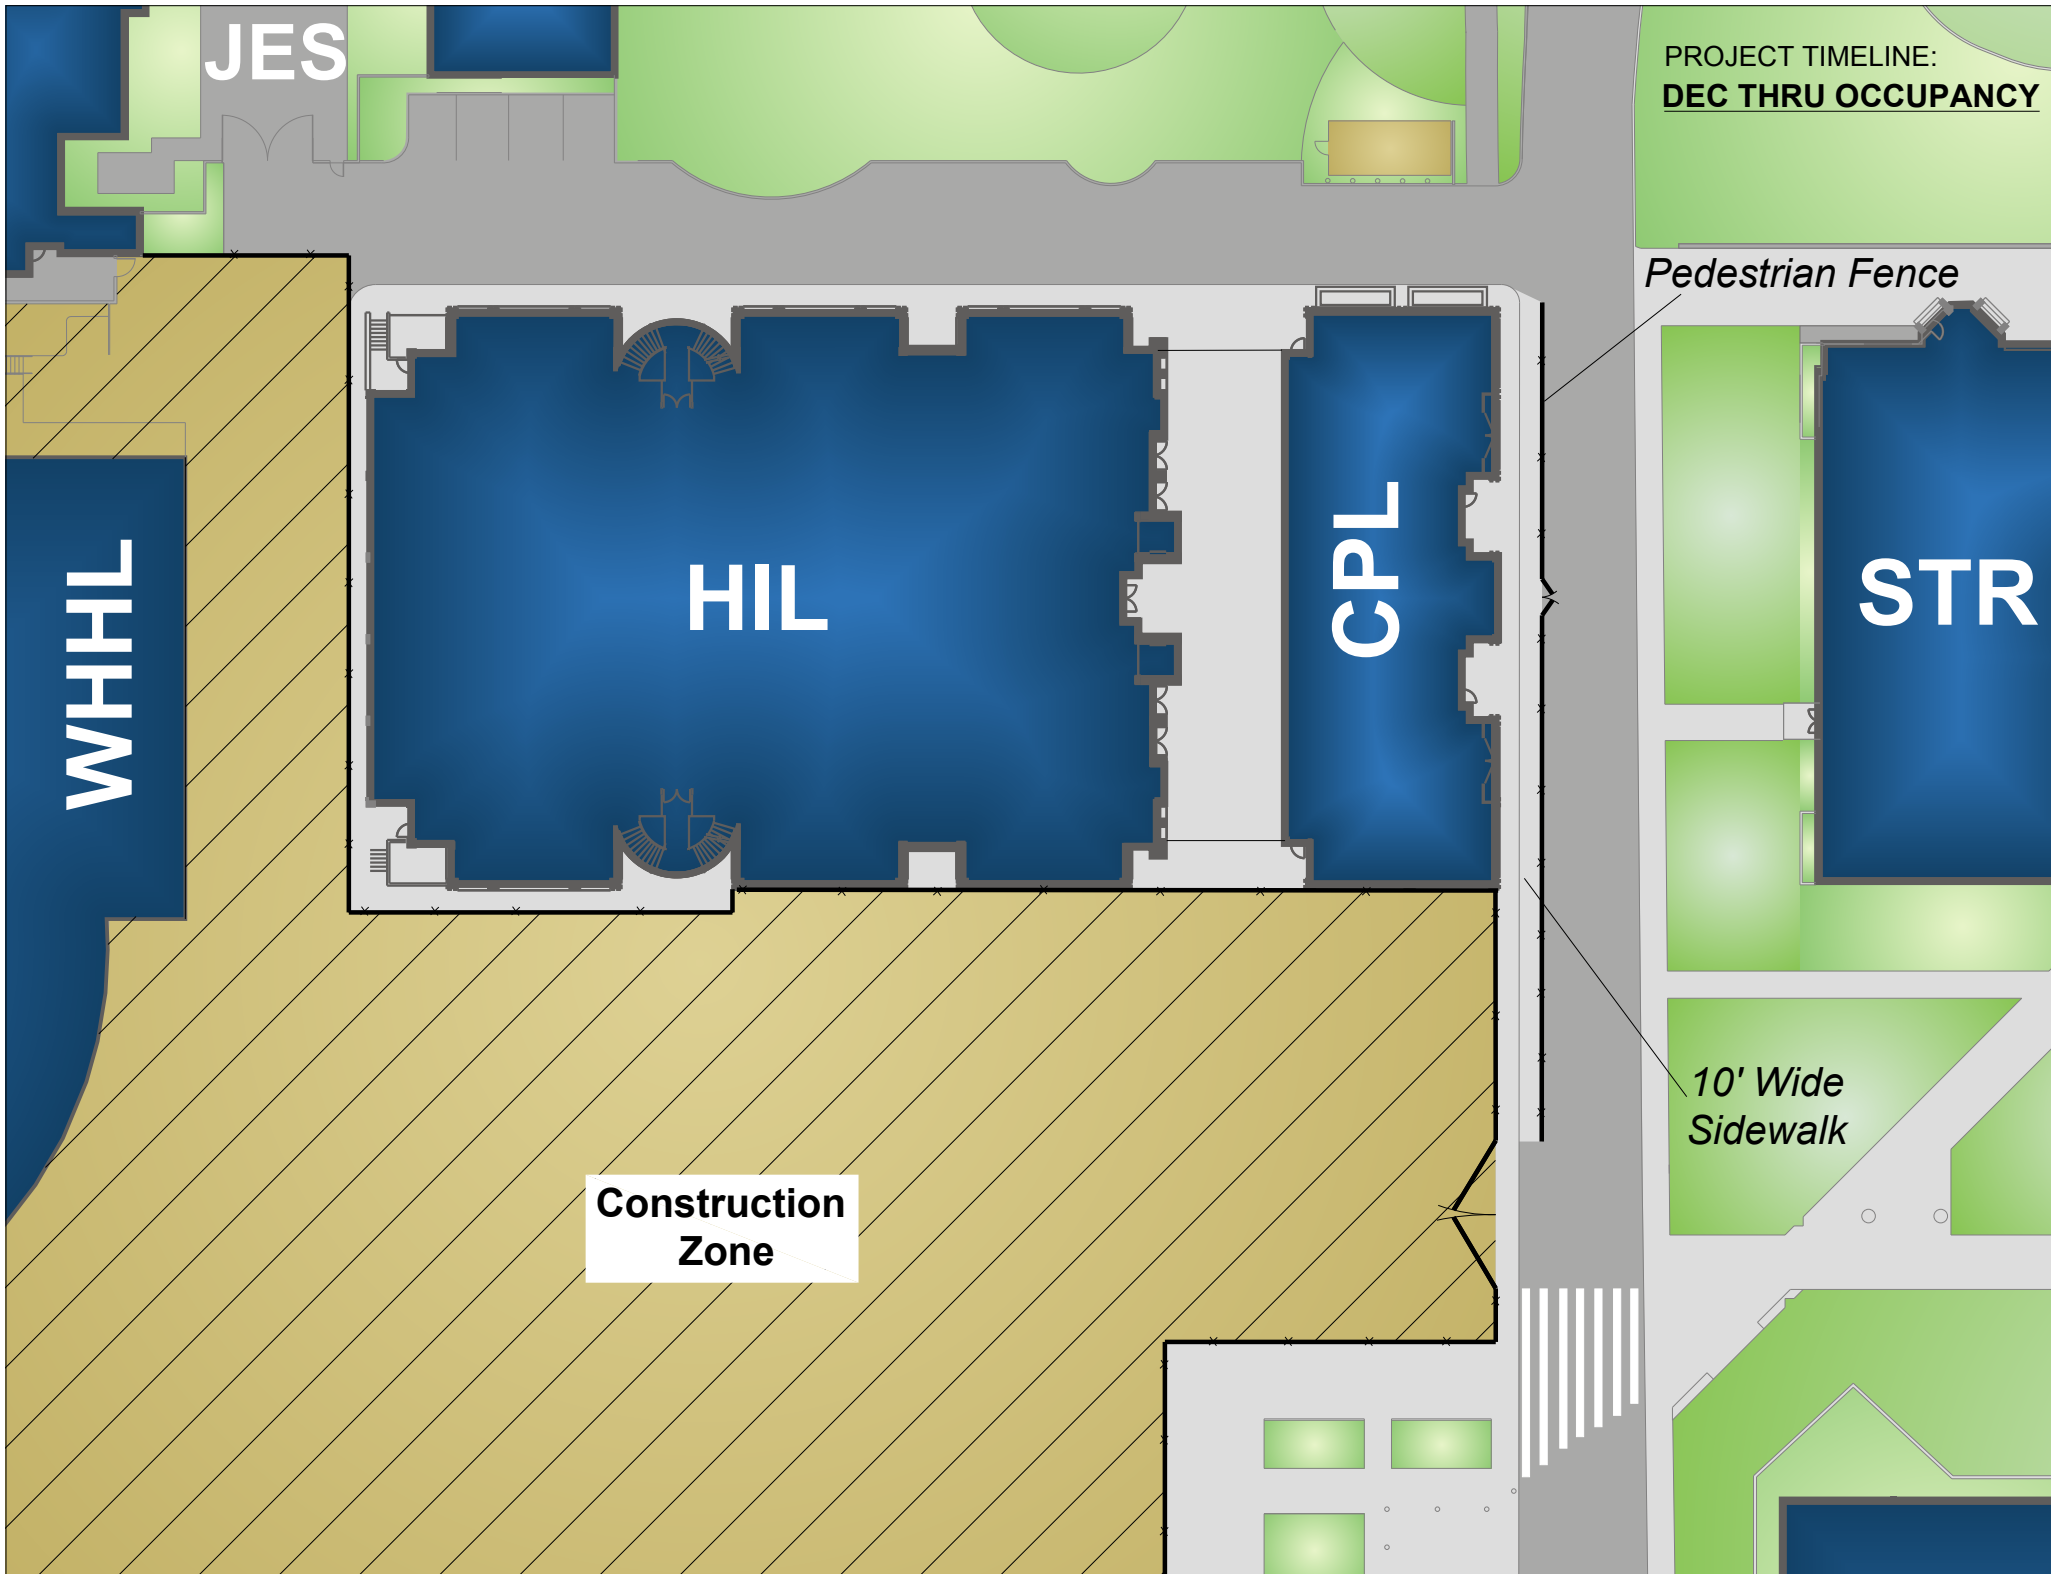 JES
PROJECT TIMELINE:
DEC THRU OCCUPANCY
Pedestrian Fence
WHHL
HIL
CPL
STR
10' Wide
Sidewalk
Construction
Zone